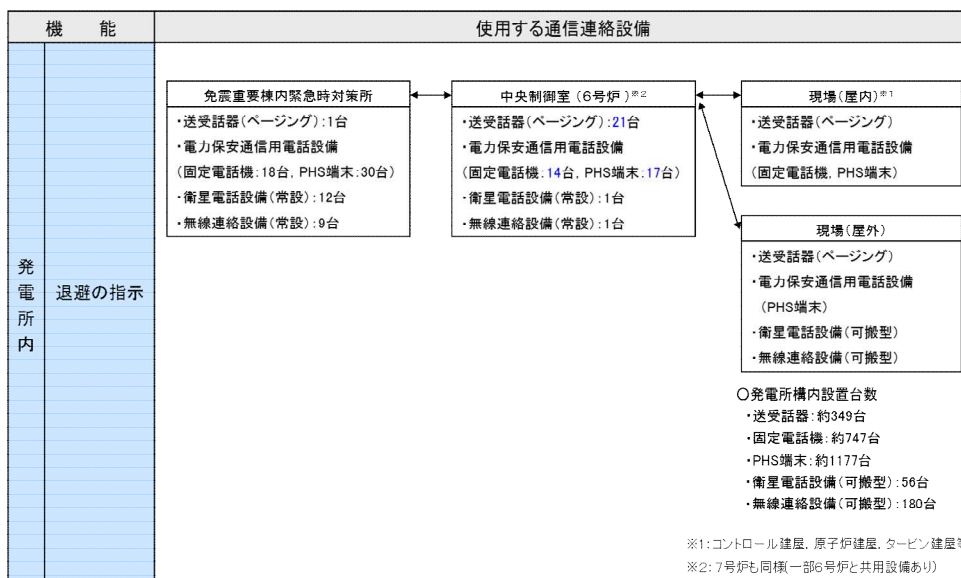 機　能
使用する通信連絡設備
発電所内
退避の指示
免震重要棟内緊急時対策所
・送受話器(ページング):1台
・電力保安通信用電話設備
(固定電話機:18台, PHS端末:30台)
・衛星電話設備(常設):12台
・無線連絡設備(常設):9台
中央制御室（6号炉）※2
・送受話器(ページング):21台
・電力保安通信用電話設備
(固定電話機:14台, PHS端末:17台)
・衛星電話設備(常設):1台
・無線連絡設備(常設):1台
現場(屋内)※1
・送受話器(ページング)
・電力保安通信用電話設備
(固定電話機, PHS端末)
現場(屋外)
・送受話器(ページング)
・電力保安通信用電話設備
(PHS端末)
・衛星電話設備(可搬型)
・無線連絡設備(可搬型)
○発電所構内設置台数
・送受話器:約349台
・固定電話機:約747台
・PHS端末:約1177台
・衛星電話設備(可搬型):56台
・無線連絡設備(可搬型):180台
※1:コントロール建屋, 原子炉建屋, タービン建屋等
※2:7号炉も同様(一部6号炉と共用設備あり)